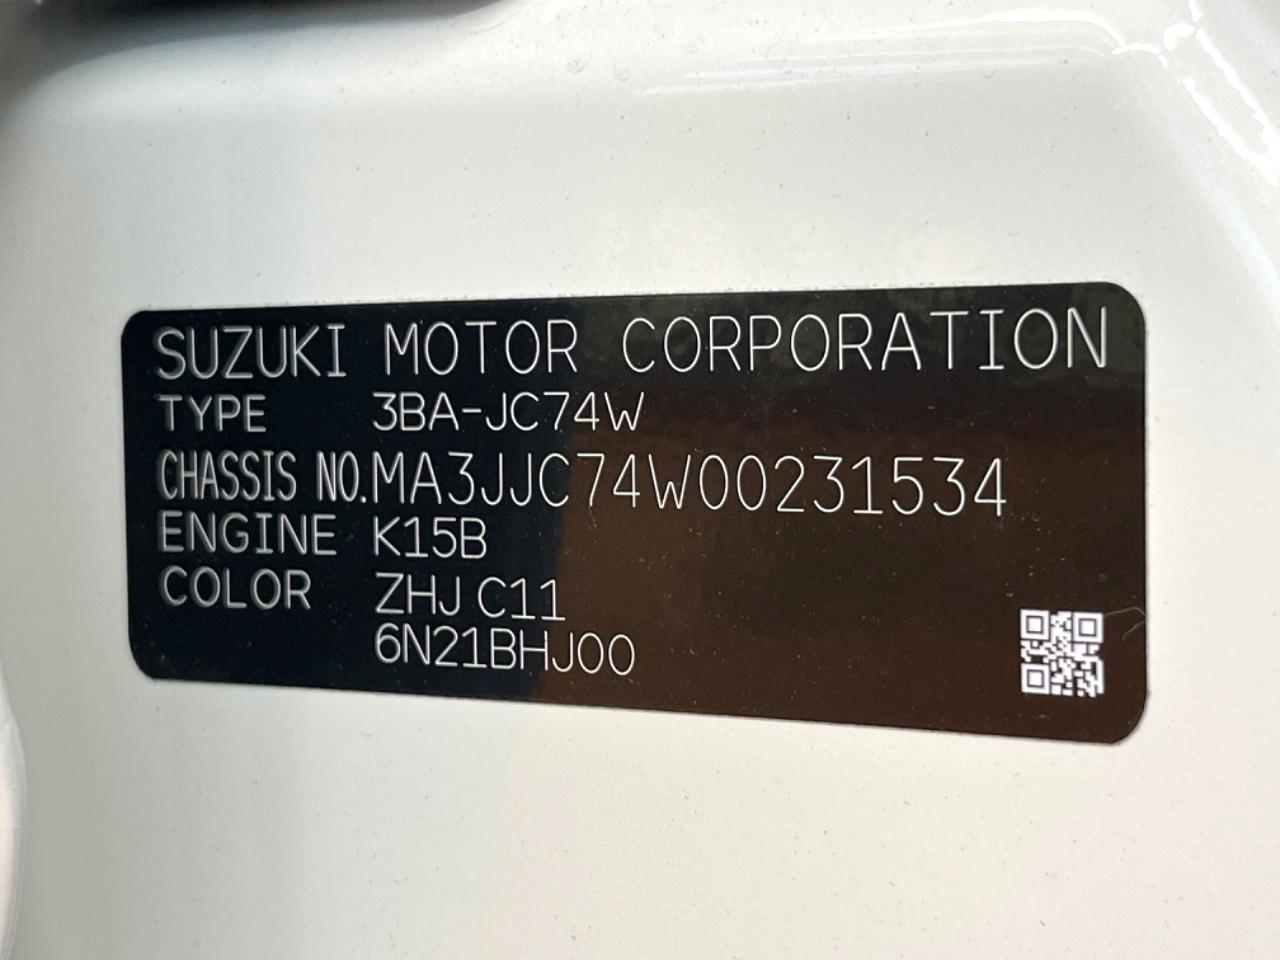 SUZUKI MOTOR CORPORATION
TYPE 3BA-JC74W
CHASSIS NO. MA3JJC74W00231534
ENGINE K15B
COLOR ZHJ C11
6N21BHJ00